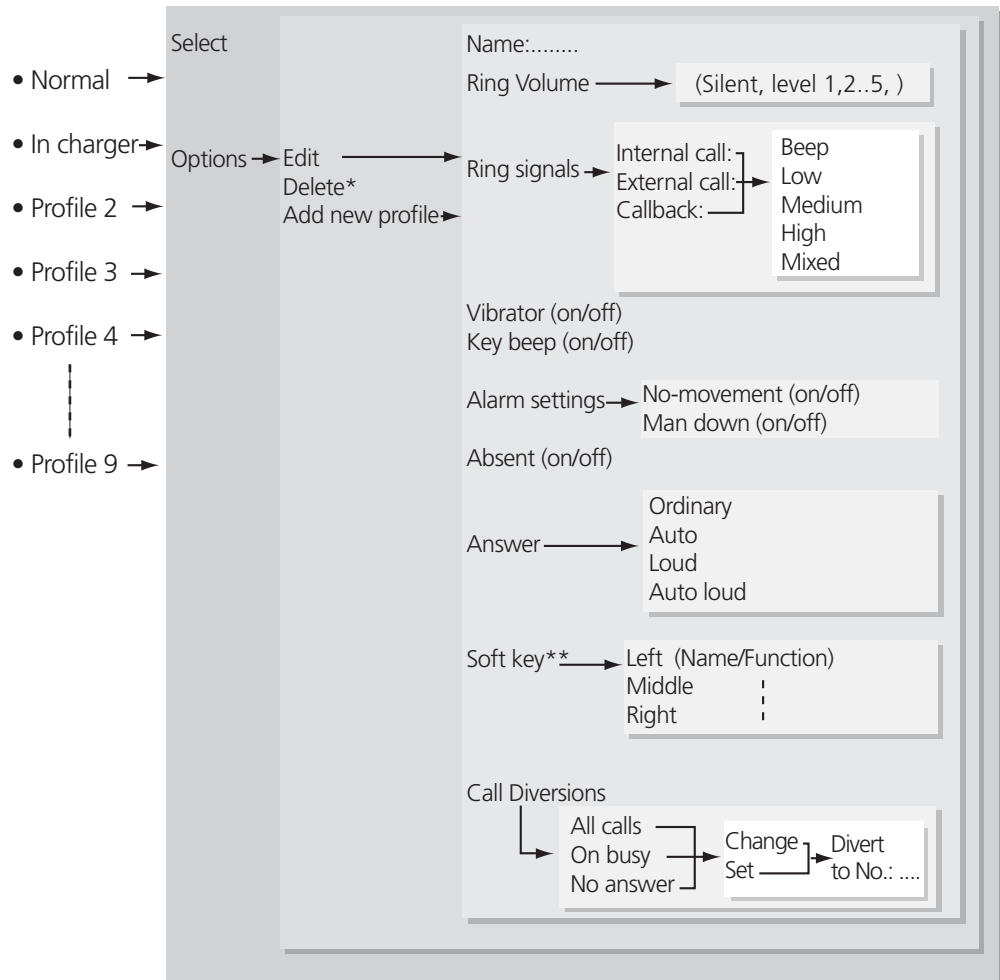 • Normal
• In charger
• Profile 2
• Profile 3
• Profile 4
• Profile 9
Select
Options
Edit
Delete*
Add new profile
Name:........
Ring Volume
(Silent, level 1,2..5, )
Ring signals
Internal call:
External call:
Callback:
Beep
Low
Medium
High
Mixed
Vibrator (on/off)
Key beep (on/off)
Alarm settings
No-movement (on/off)
Man down (on/off)
Absent (on/off)
Answer
Ordinary
Auto
Loud
Auto loud
Soft key**
Left (Name/Function)
Middle
Right
Call Diversions
All calls
On busy
No answer
Change
Set
Divert
to No.: ....